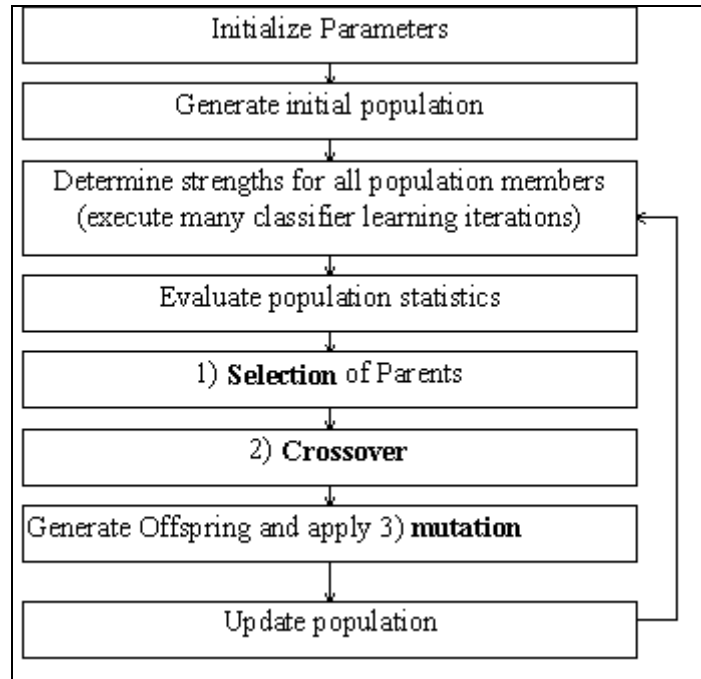 Initialize Parameters
Generate initial population
Determine strengths for all population members
(execute many classifier learning iterations)
Evaluate population statistics
1) Selection of Parents
2) Crossover
Generate Offspring and apply 3) mutation
Update population